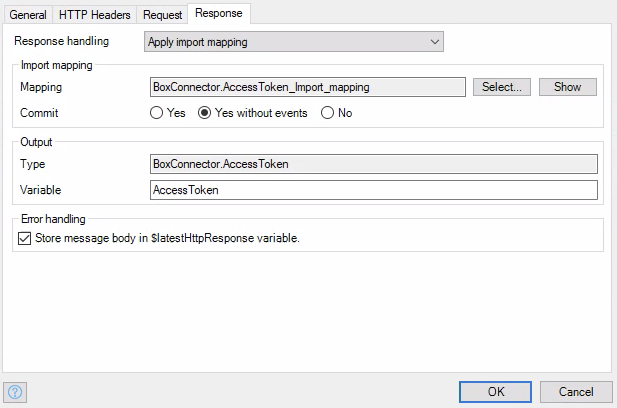 General HTTP Headers Request Response
Response handling Apply import mapping
Import mapping
Mapping BoxConnector.AccessToken_Import_mapping Select... Show
Commit Yes Yes without events No
Output
Type BoxConnector.AccessToken
Variable AccessToken
Error handling
Store message body in $latestHttpResponse variable.
? OK Cancel